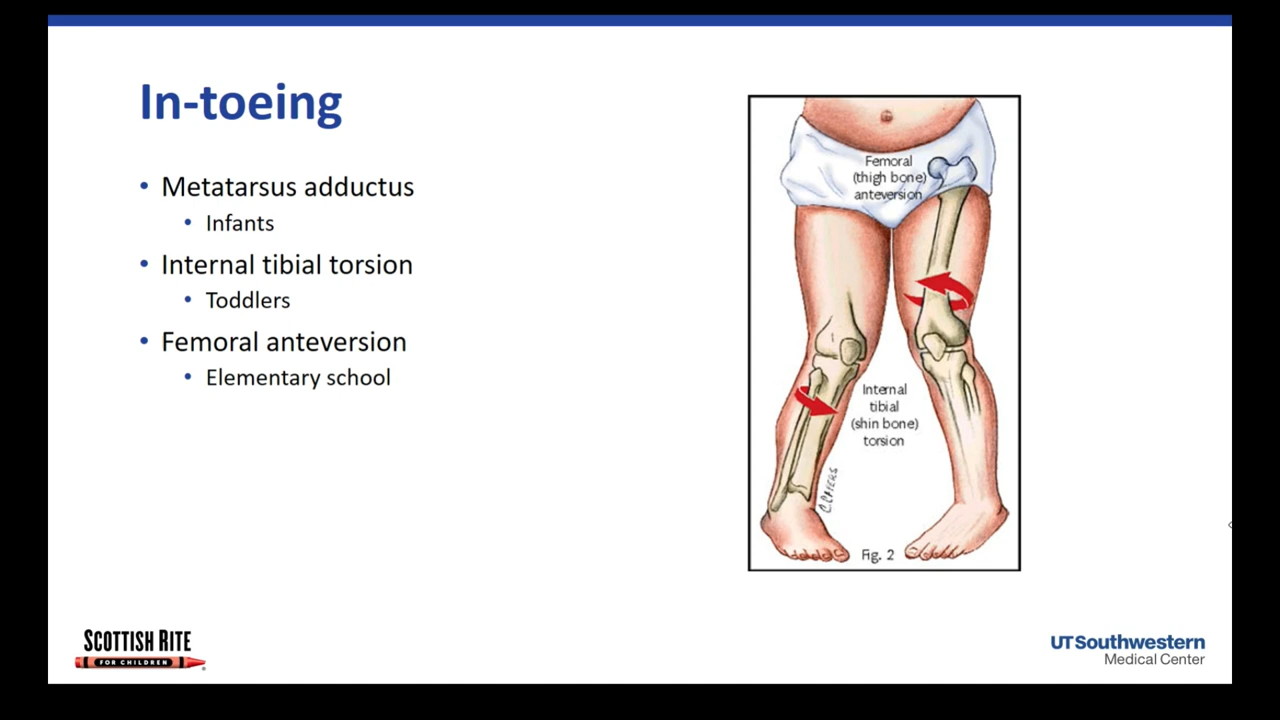 In-toeing
• Metatarsus adductus
• Infants
• Internal tibial torsion
• Toddlers
• Femoral anteversion
• Elementary school
Femoral
(thigh bone)
anteversion
Internal
tibial
(shin bone)
torsion
C. CAYERS
Fig. 2
SCOTTISH RITE
FOR CHILDREN
UTSouthwestern
Medical Center